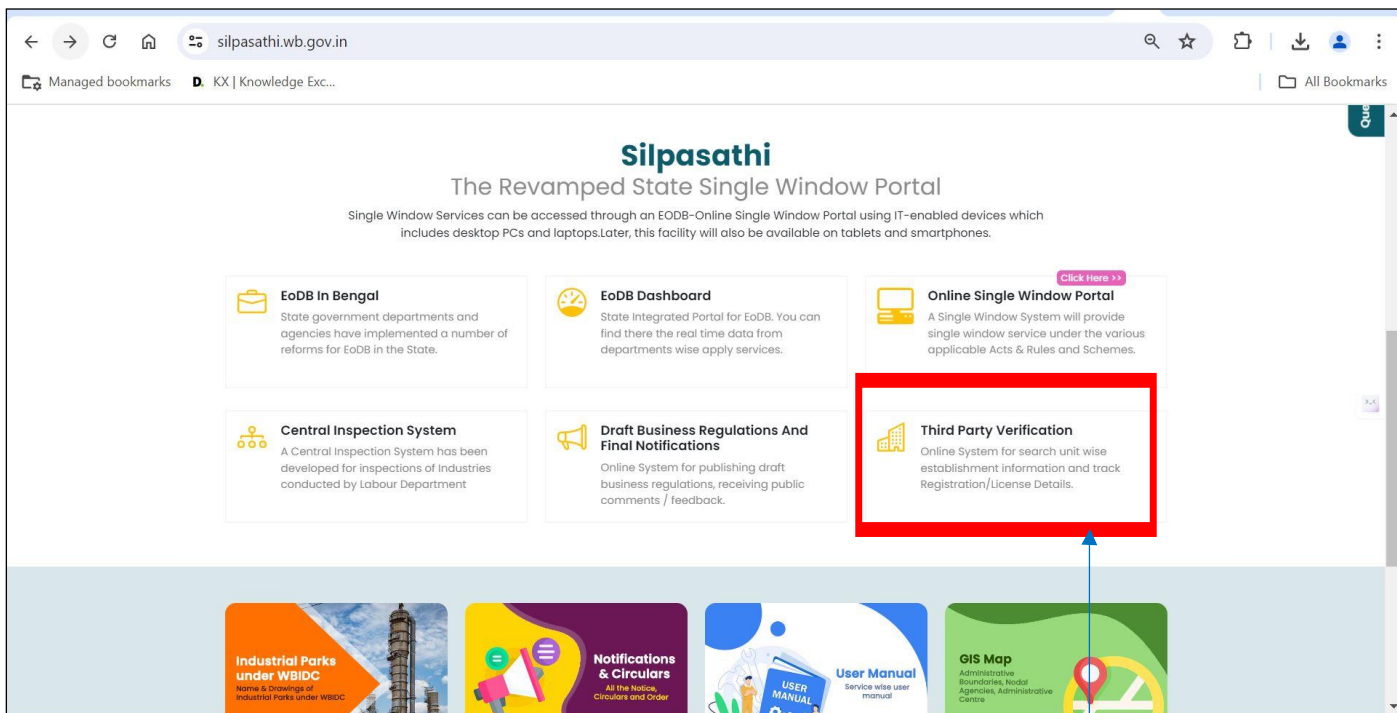 silpasathi.wb.gov.in
Managed bookmarks
D. KX | Knowledge Exc...
All Bookmarks
Que
Silpasathi
The Revamped State Single Window Portal
Single Window Services can be accessed through an EODB-Online Single Window Portal using IT-enabled devices which
includes desktop PCs and laptops.Later, this facility will also be available on tablets and smartphones.
EoDB In Bengal
State government departments and
agencies have implemented a number of
reforms for EoDB in the State.
EoDB Dashboard
State Integrated Portal for EoDB. You can
find there the real time data from
departments wise apply services.
Click Here >>
Online Single Window Portal
A Single Window System will provide
single window service under the various
applicable Acts & Rules and Schemes.
Central Inspection System
A Central Inspection System has been
developed for inspections of Industries
conducted by Labour Department
Draft Business Regulations And
Final Notifications
Online System for publishing draft
business regulations, receiving public
comments / feedback.
Third Party Verification
Online System for search unit wise
establishment information and track
Registration/License Details.
Industrial Parks
under WBIDC
Name & Drawings of
Industrial Parks under WBIDC
Notifications
& Circulars
All the Notice,
Circulars and Order
USER
MANUAL
User Manual
Service wise user
manual
GIS Map
Administrative
Boundaries, Nodal
Agencies, Administrative
Centre